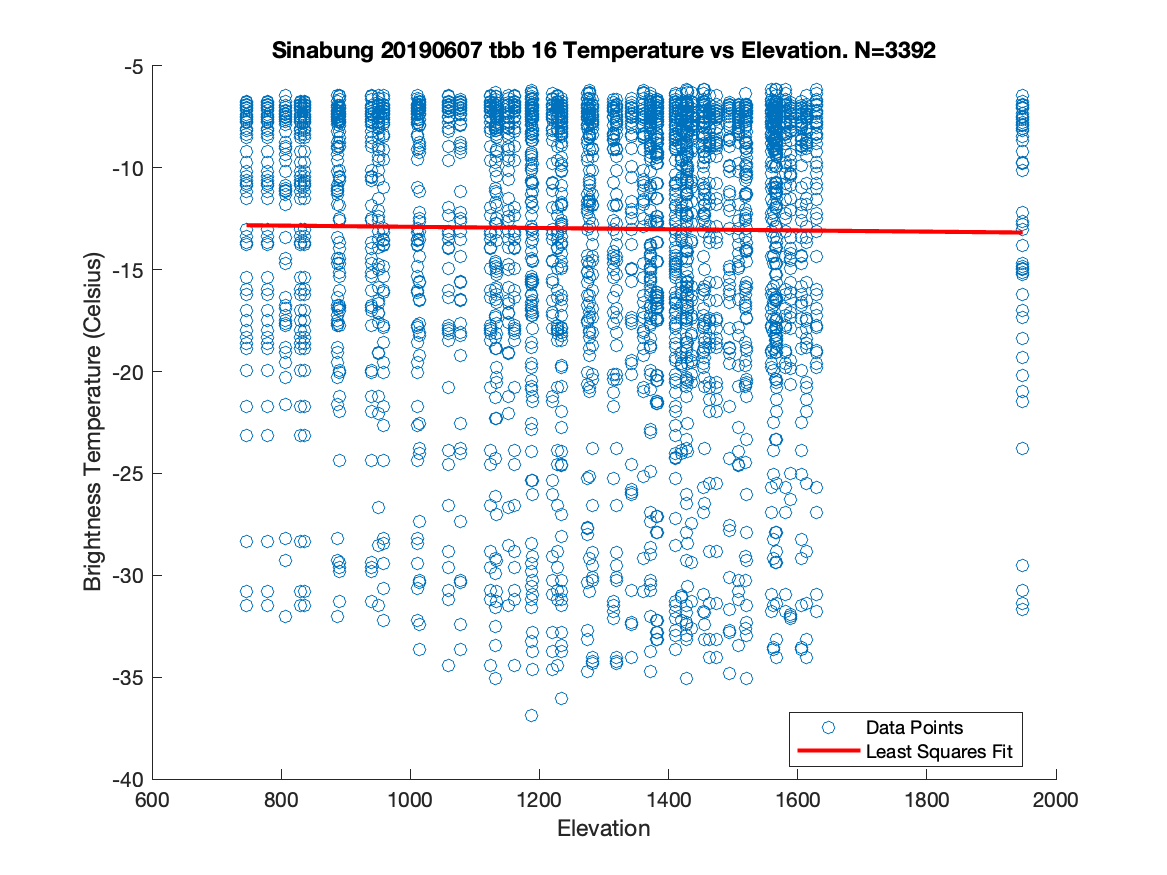 Sinabung 20190607 tbb 16 Temperature vs Elevation. N=3392
Brightness Temperature (Celsius)
-5
-10
-15
-20
-25
-30
-35
-40
600 800 1000 1200 1400 1600 1800 2000
Elevation
Data Points
Least Squares Fit